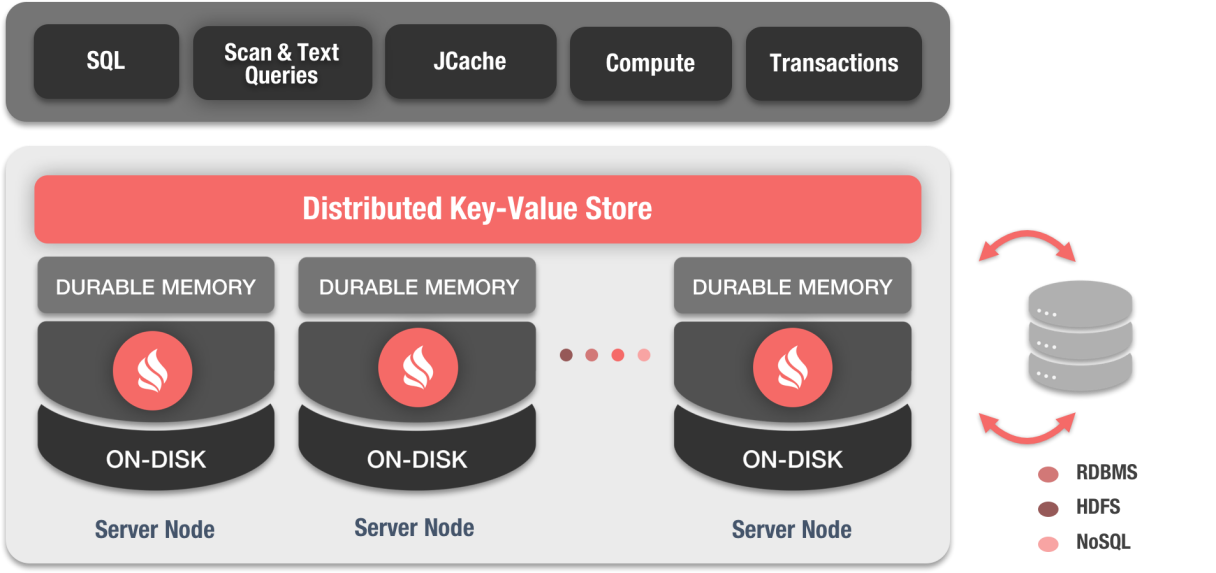 SQL
Scan & Text
Queries
JCache
Compute
Transactions
Distributed Key-Value Store
DURABLE MEMORY
DURABLE MEMORY
DURABLE MEMORY
ON-DISK
ON-DISK
ON-DISK
Server Node
Server Node
Server Node
RDBMS
HDFS
NoSQL